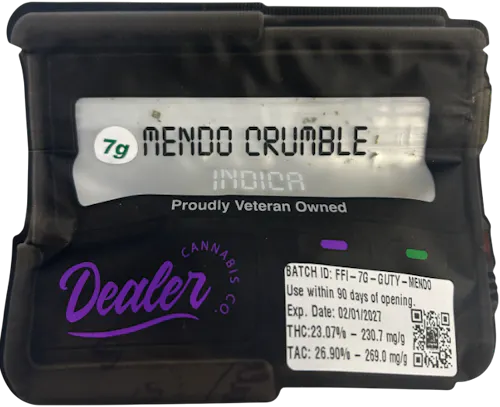 7g MENDO CRUMBLE
INDICA
Proudly Veteran Owned
Dealer
CANNABIS CO.
BATCH ID: FFI-7G-GUTY-MENDO
Use within 90 days of opening.
Exp. Date: 02/01/2027
THC:23.07% - 230.7 mg/g
TAC: 26.90% - 269.0 mg/g